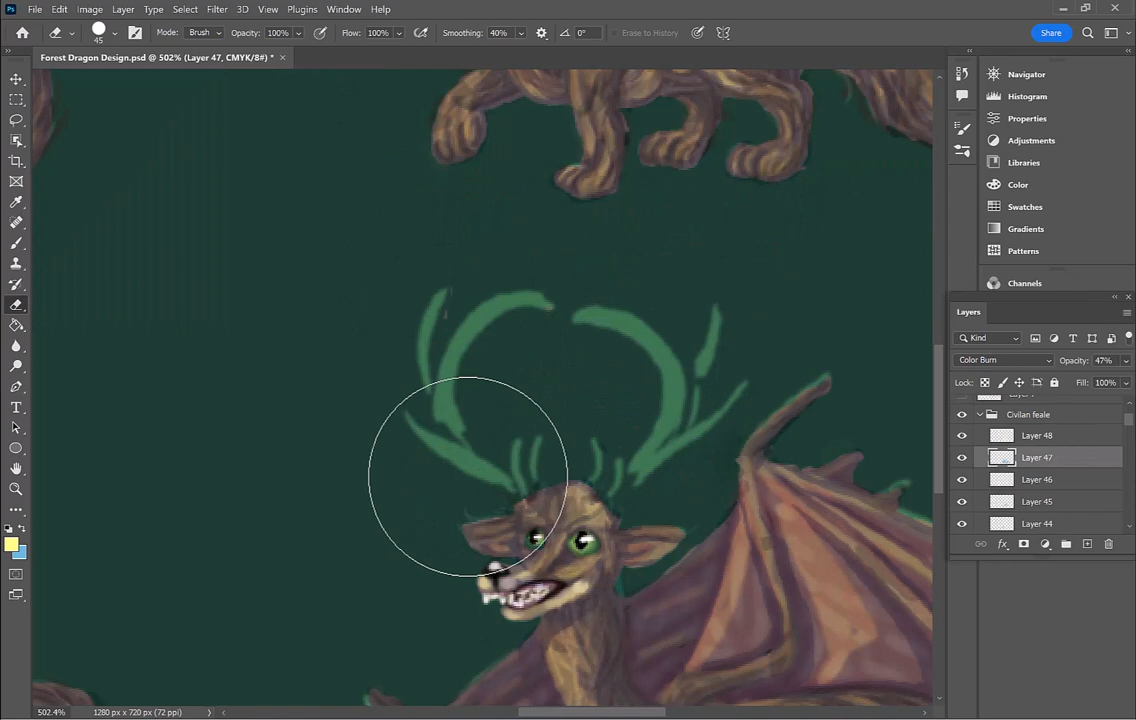 Ps File Edit Image Layer Type Select Filter 3D View Plugins Window Help
45 Mode: Brush Opacity: 100% Flow: 100% Smoothing: 40% 0° Erase to History Share
Forest Dragon Design.psd @ 502% (Layer 47, CMYK/8#) *
Navigator
Histogram
Properties
Adjustments
Libraries
Color
Swatches
Gradients
Patterns
Channels
Layers
Kind
Color Burn Opacity: 47%
Lock: Fill: 100%
Civilan feale
Layer 48
Layer 47
Layer 46
Layer 45
Layer 44
fx
502.4% 1280 px x 720 px (72 ppi)